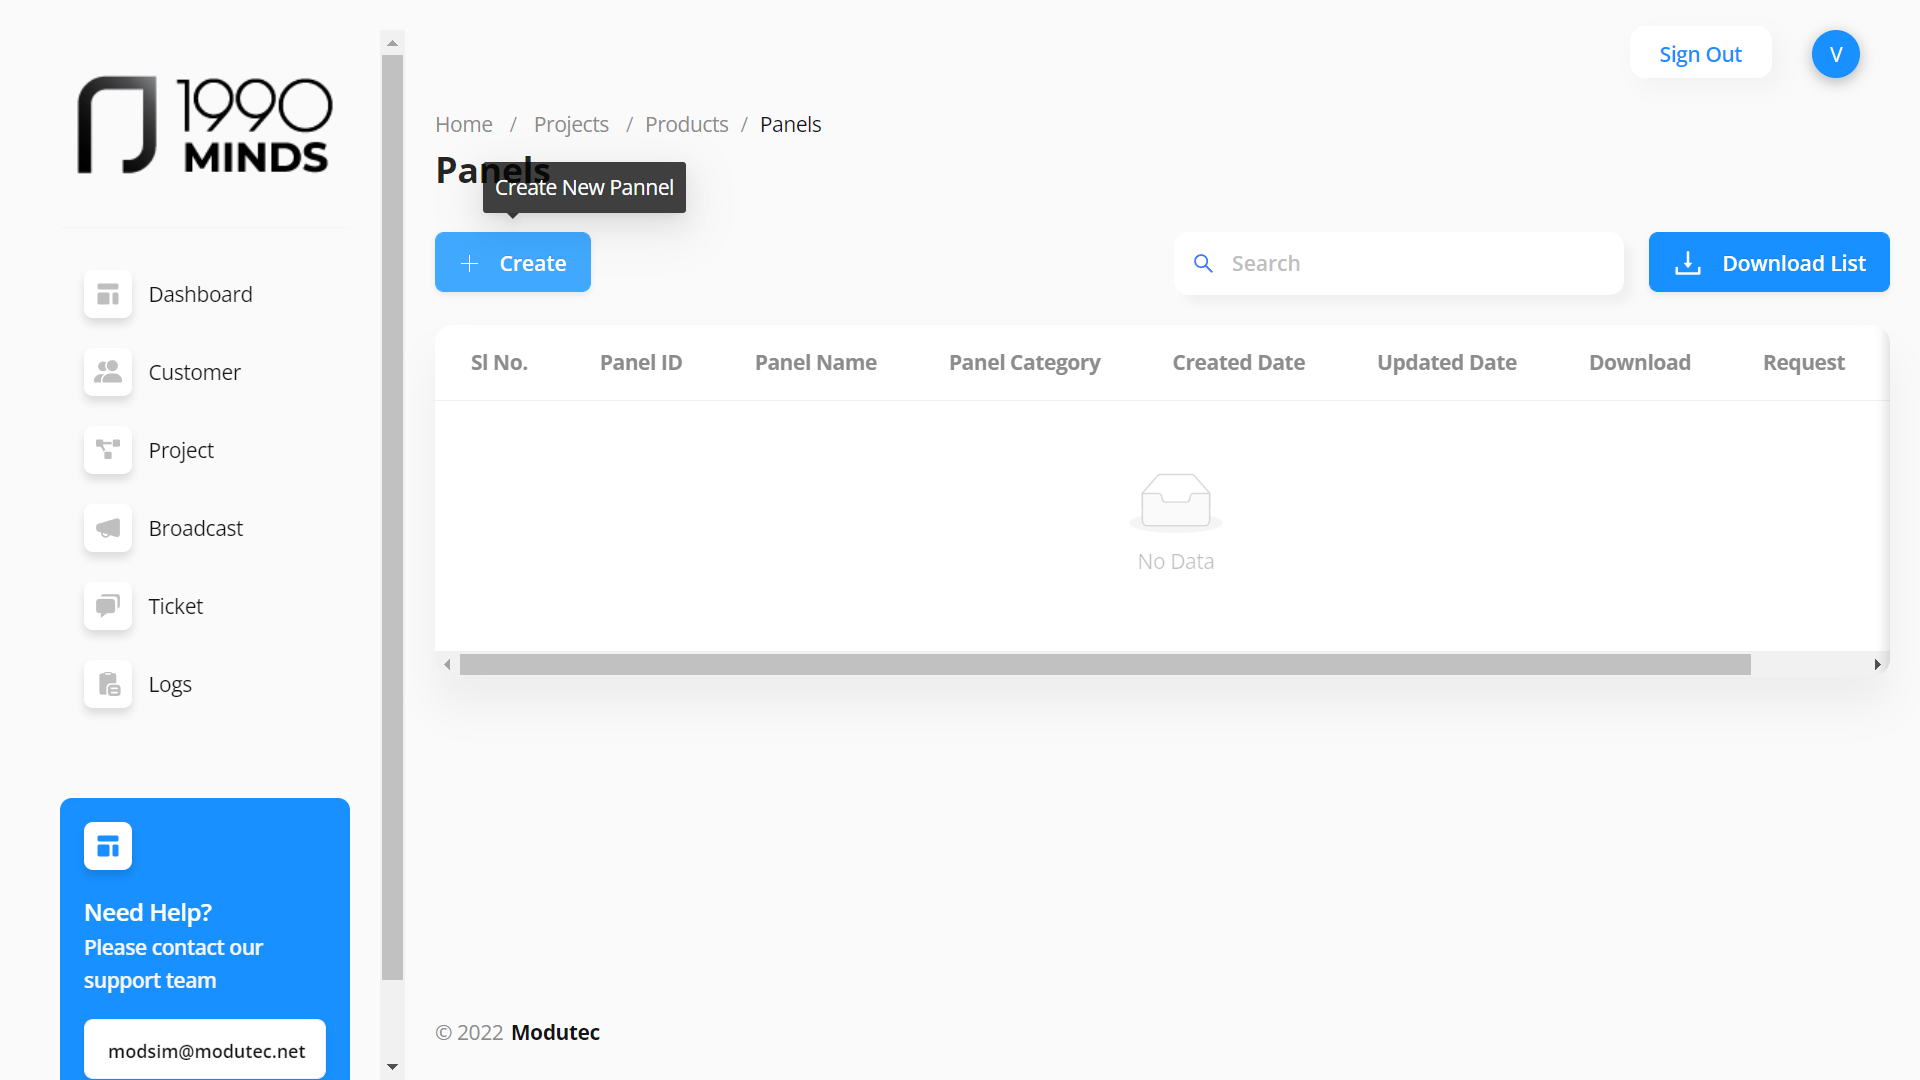 1990
MINDS
Sign Out
V
Home / Projects / Products / Panels
Panels
Create New Pannel
Create
Search
Download List
Sl No. Panel ID Panel Name Panel Category Created Date Updated Date Download Request
No Data
Dashboard
Customer
Project
Broadcast
Ticket
Logs
Need Help?
Please contact our
support team
modsim@modutec.net
© 2022 Modutec